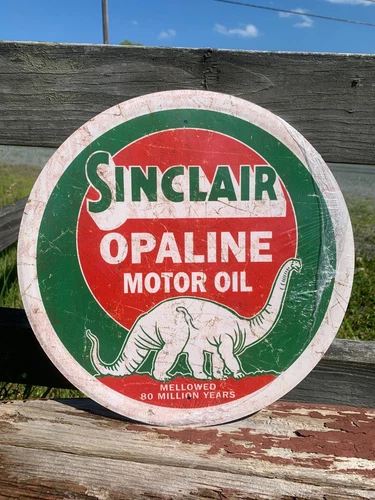 SINCLAIR
OPALINE
MOTOR OIL
MELLOWED
80 MILLION YEARS